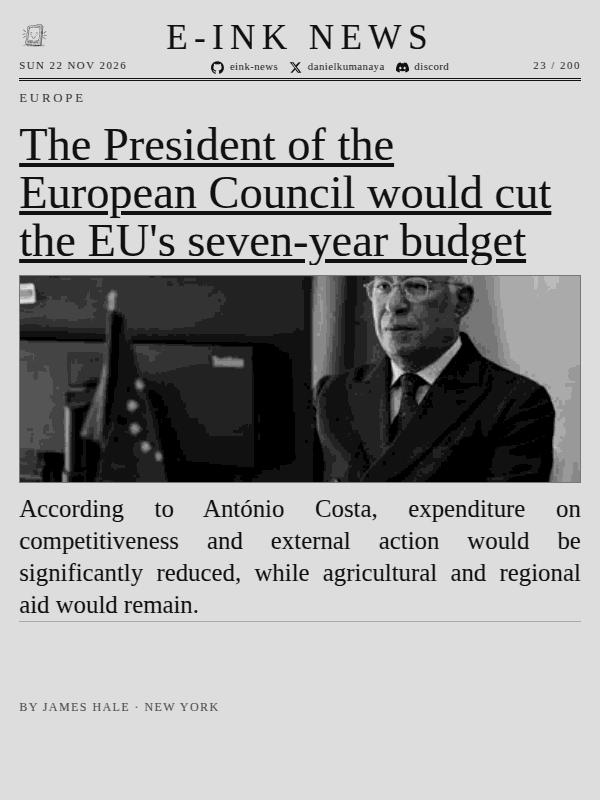 E-INK NEWS
SUN 22 NOV 2026
eink-news danielkumanaya discord
23 / 200
EUROPE
The President of the
European Council would cut
the EU's seven-year budget
According to António Costa, expenditure on
competitiveness and external action would be
significantly reduced, while agricultural and regional
aid would remain.
BY JAMES HALE · NEW YORK